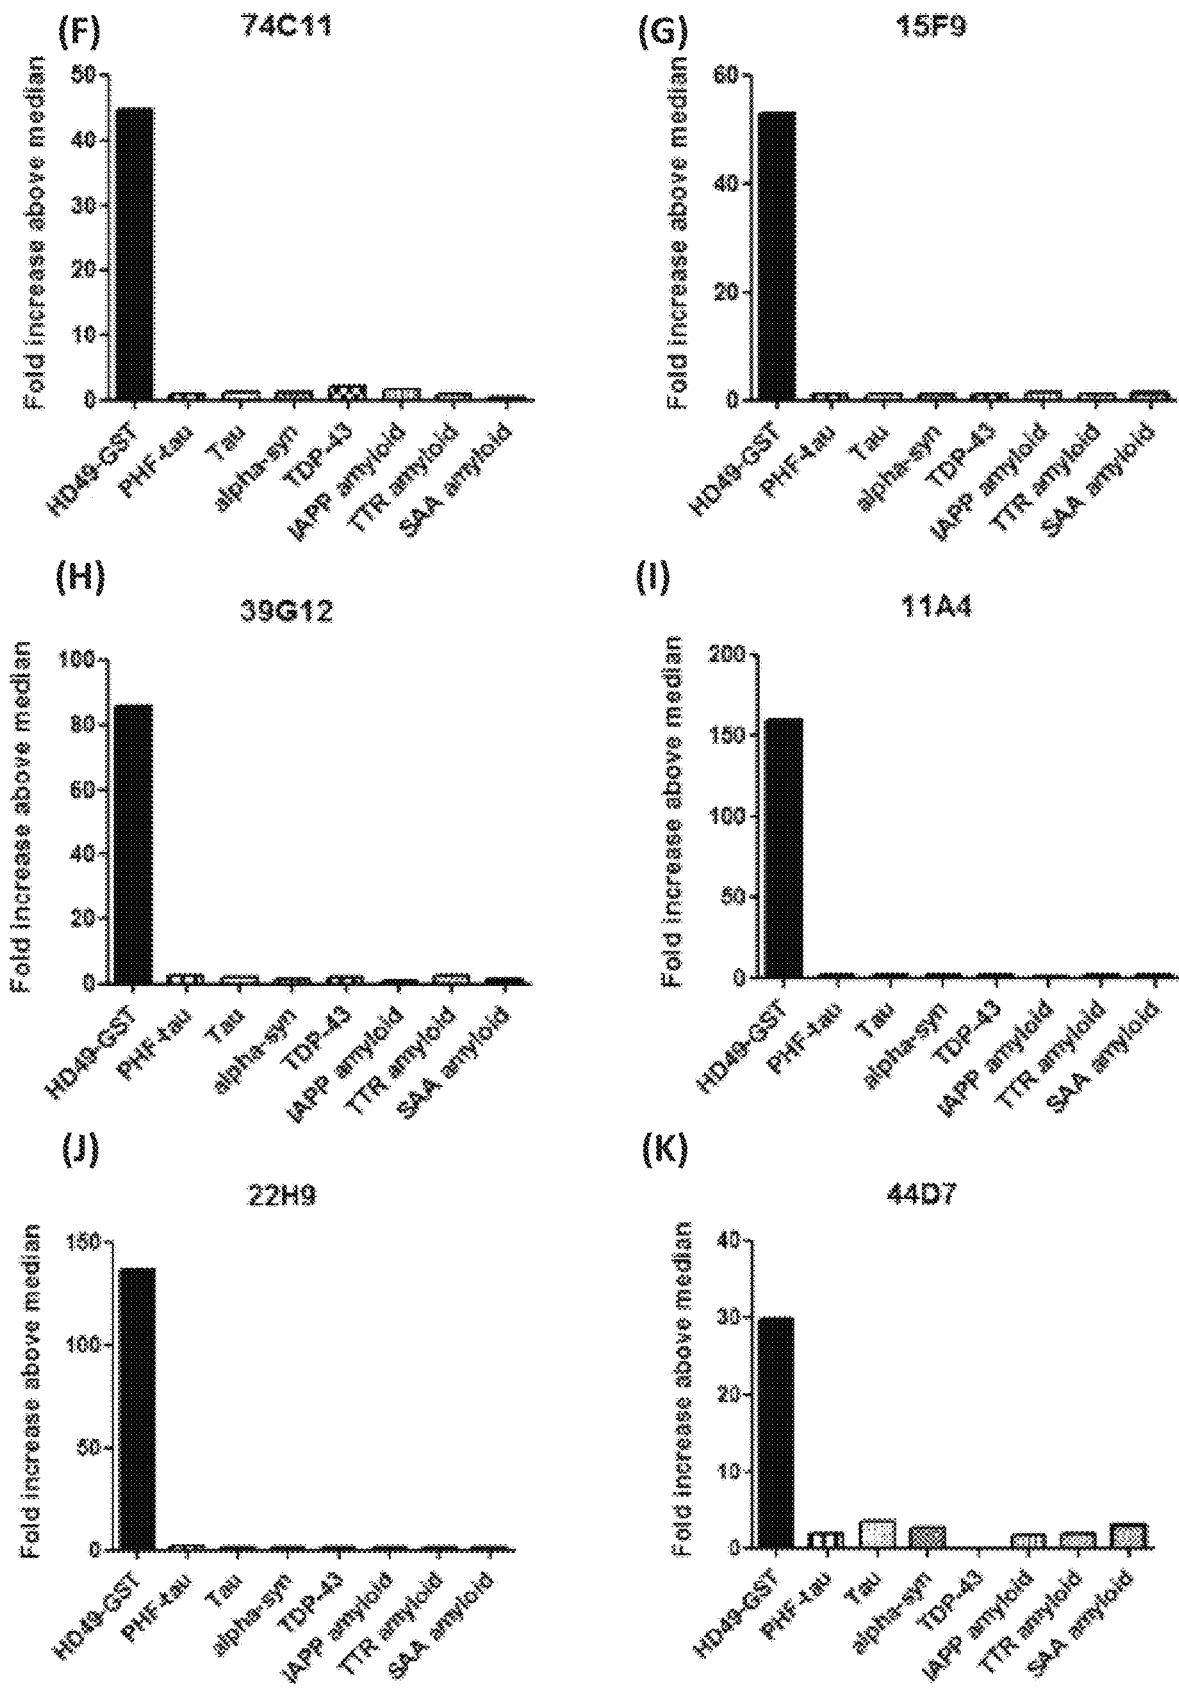 (F)
74C11
Fold increase above median
50
40
30
20
10
0
HD49-GST
PHF-tau
Tau
alpha-syn
TDP-43
IAPP amyloid
TTR amyloid
SAA amyloid
(G)
15F9
Fold increase above median
60
40
20
0
HD49-GST
PHF-tau
Tau
alpha-syn
TDP-43
IAPP amyloid
TTR amyloid
SAA amyloid
(H)
39G12
Fold increase above median
100
80
60
40
20
0
HD49-GST
PHF-tau
Tau
alpha-syn
TDP-43
IAPP amyloid
TTR amyloid
SAA amyloid
(I)
11A4
Fold increase above median
200
150
100
50
0
HD49-GST
PHF-tau
Tau
alpha-syn
TDP-43
IAPP amyloid
TTR amyloid
SAA amyloid
(J)
22H9
Fold increase above median
150
100
50
0
HD49-GST
PHF-tau
Tau
alpha-syn
TDP-43
IAPP amyloid
TTR amyloid
SAA amyloid
(K)
44D7
Fold increase above median
40
30
20
10
0
HD49-GST
PHF-tau
Tau
alpha-syn
TDP-43
IAPP amyloid
TTR amyloid
SAA amyloid